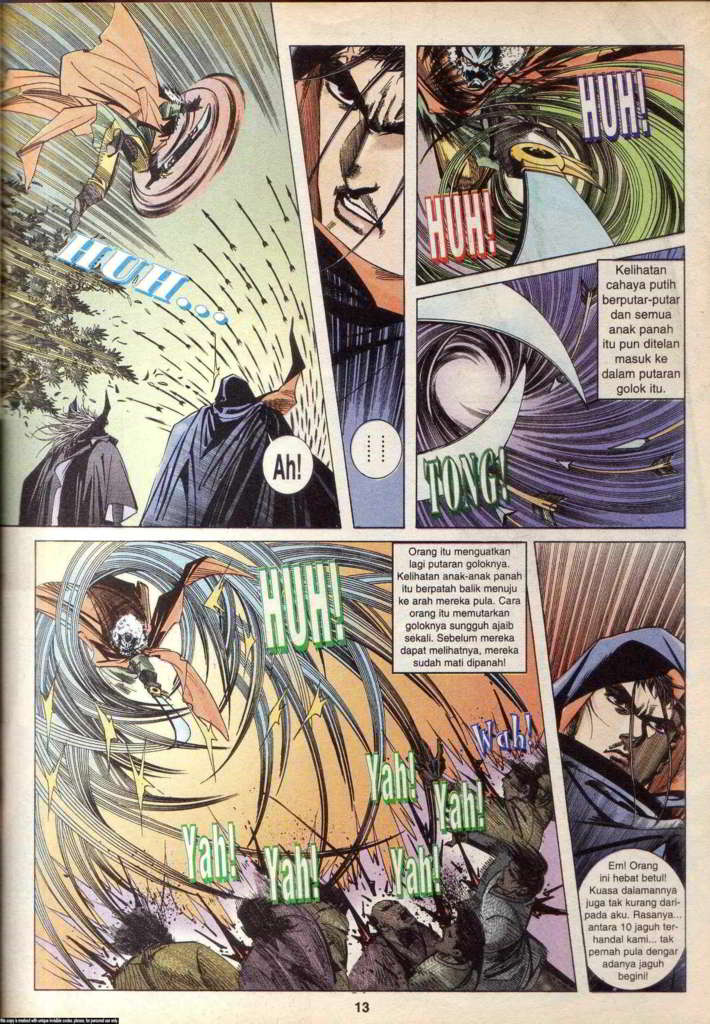 HUH...
Ah!
......
HUH!
HUH!
Kelihatan
cahaya putih
berputar-putar
dan semua
anak panah
itu pun ditelan
masuk ke
dalam putaran
golok itu.
TONG!
Orang itu menguatkan
lagi putaran goloknya.
Kelihatan anak-anak panah
itu berpatah balik menuju
ke arah mereka pula. Cara
orang itu memutarkan
goloknya sungguh ajaib
sekali. Sebelum mereka
dapat melihatnya, mereka
sudah mati dipanah!
HUH!
Wah!
Yah!
Yah!
Yah!
Yah!
Yah!
Em! Orang
ini hebat betul!
Kuasa dalamannya
juga tak kurang dari-
pada aku. Rasanya...
antara 10 jaguh ter-
handal kami... tak
pernah pula dengar
adanya jaguh
begini!
13